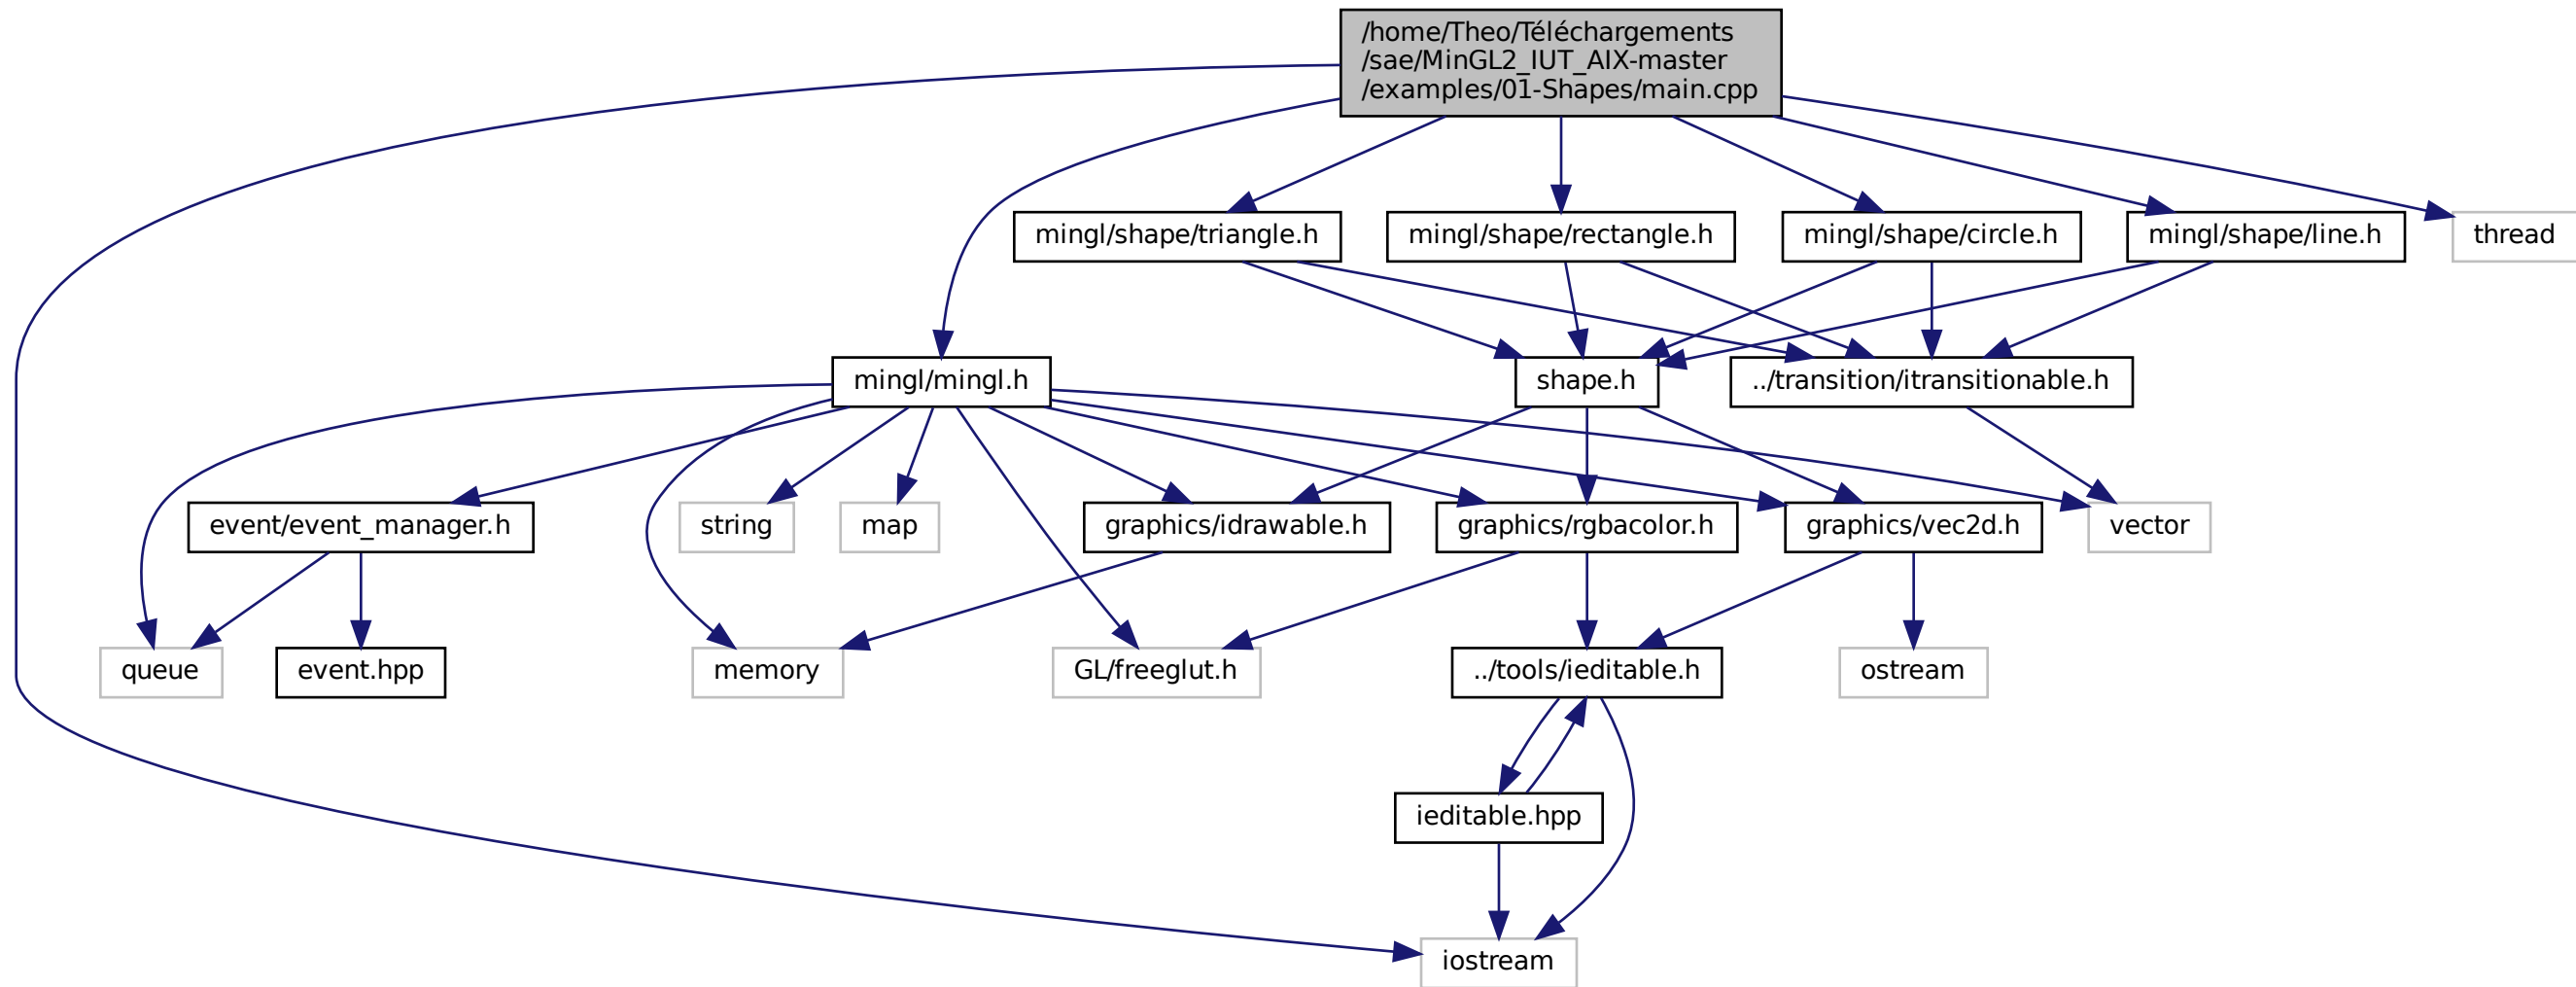 /home/Theo/Téléchargements
/sae/MinGL2_IUT_AIX-master
/examples/01-Shapes/main.cpp
mingl/shape/triangle.h
mingl/shape/rectangle.h
mingl/shape/circle.h
mingl/shape/line.h
thread
mingl/mingl.h
shape.h
../transition/itransitionable.h
event/event_manager.h
string
map
graphics/idrawable.h
graphics/rgbacolor.h
graphics/vec2d.h
vector
queue
event.hpp
memory
GL/freeglut.h
../tools/ieditable.h
ostream
ieditable.hpp
iostream